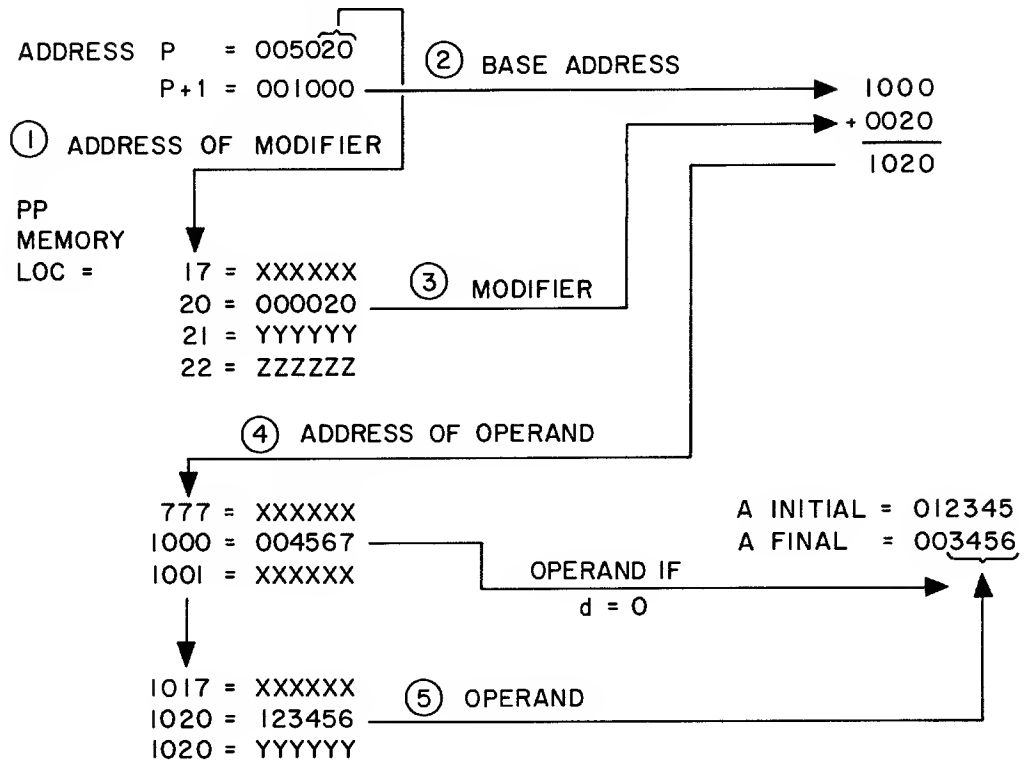 ADDRESS P = 005020
P+1 = 001000
② BASE ADDRESS
1000
+ 0020
1020
① ADDRESS OF MODIFIER
PP
MEMORY
LOC =
17 = XXXXXX
20 = 000020
21 = YYYYYY
22 = ZZZZZZ
③ MODIFIER
④ ADDRESS OF OPERAND
777 = XXXXXX
1000 = 004567
1001 = XXXXXX
A INITIAL = 012345
A FINAL = 003456
OPERAND IF
d = 0
1017 = XXXXXX
1020 = 123456
1020 = YYYYYY
⑤ OPERAND